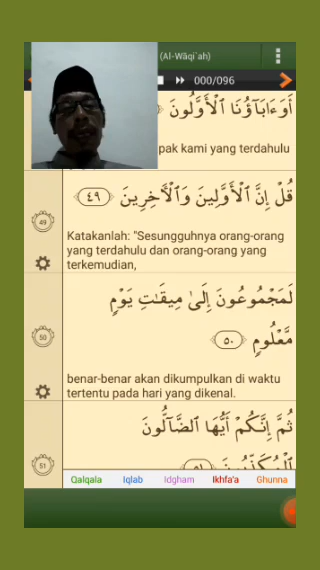 (Al-Wāqi`ah)
000/096
أَوَءَابَآؤُنَا ٱلْأَوَّلُونَ
pak kami yang terdahulu
قُلْ إِنَّ ٱلْأَوَّلِينَ وَٱلْأَخِرِينَ ٤٩
49
Katakanlah: "Sesungguhnya orang-orang
yang terdahulu dan orang-orang yang
terkemudian,
لَمَجْمُوعُونَ إِلَىٰ مِيقَٰتِ يَوْمٍ
مَّعْلُومٍ ٥٠
50
benar-benar akan dikumpulkan di waktu
tertentu pada hari yang dikenal.
ثُمَّ إِنَّكُمْ أَيُّهَا ٱلضَّآلُّونَ
51
Qalqala Iqlab Idgham Ikhfa'a Ghunna